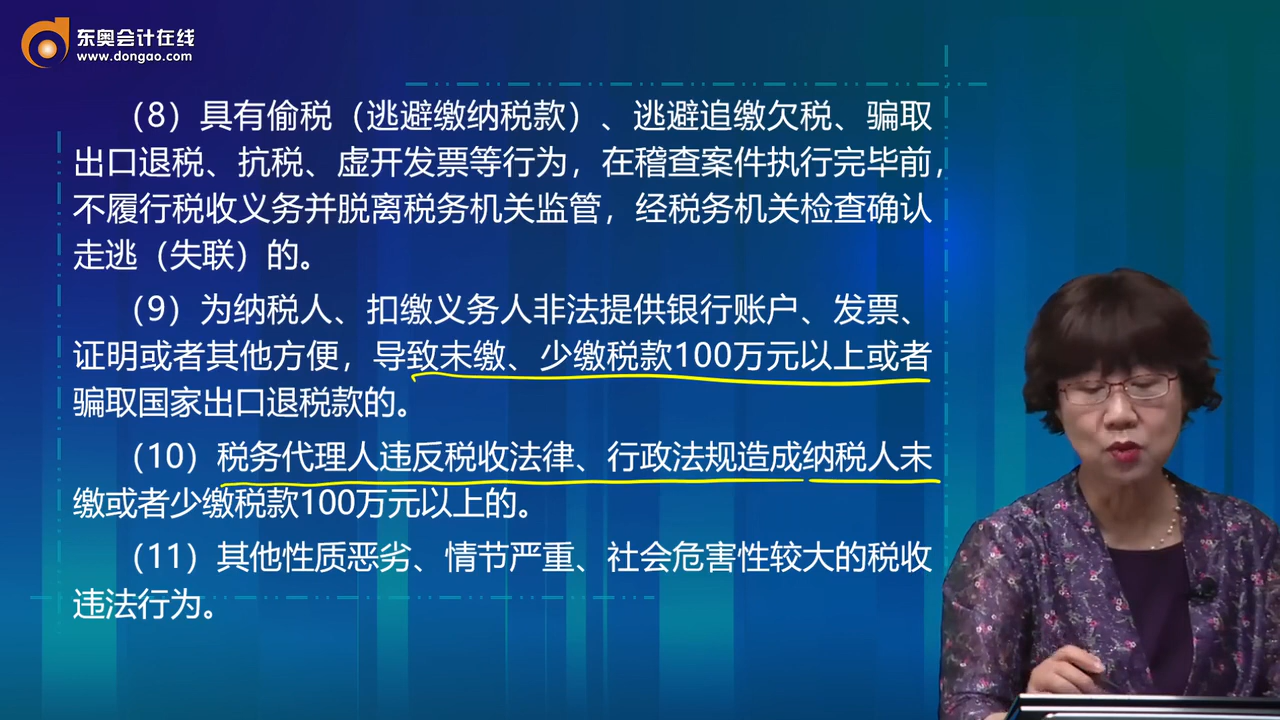 东奥会计在线
www.dongao.com
（8）具有偷税（逃避缴纳税款）、逃避追缴欠税、骗取
出口退税、抗税、虚开发票等行为，在稽查案件执行完毕前，
不履行税收义务并脱离税务机关监管，经税务机关检查确认
走逃（失联）的。
（9）为纳税人、扣缴义务人非法提供银行账户、发票、
证明或者其他方便，导致未缴、少缴税款100万元以上或者
骗取国家出口退税款的。
（10）税务代理人违反税收法律、行政法规造成纳税人未
缴或者少缴税款100万元以上的。
（11）其他性质恶劣、情节严重、社会危害性较大的税收
违法行为。